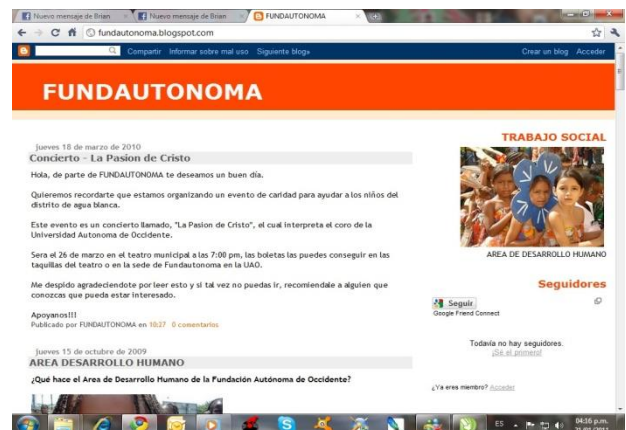 Nuevo mensaje de Brian
Nuevo mensaje de Brian
FUNDAUTONOMA
fundautonoma.blogspot.com
Compartir Informar sobre mal uso Siguiente blog»
Crear un blog Acceder
FUNDAUTONOMA
jueves 18 de marzo de 2010
Concierto - La Pasion de Cristo
Hola, de parte de FUNDAUTONOMA te deseamos un buen día.
Quieremos recordarte que estamos organizando un evento de caridad para ayudar a los niños del
distrito de agua blanca.
Este evento es un concierto llamado, "La Pasion de Cristo", el cual interpreta el coro de la
Universidad Autonoma de Occidente.
Sera el 26 de marzo en el teatro municipal a las 7:00 pm, las boletas las puedes conseguir en las
taquillas del teatro o en la sede de Fundautonoma en la UAO.
Me despido agradeciendote por leer esto y si tal vez no puedas ir, recomiendale a alguien que
conozcas que pueda estar interesado.
Apoyanos!!!
Publicado por FUNDAUTONOMA en 10:27 0 comentarios
jueves 15 de octubre de 2009
AREA DESARROLLO HUMANO
¿Qué hace el Area de Desarrollo Humano de la Fundación Autónoma de Occidente?
TRABAJO SOCIAL
AREA DE DESARROLLO HUMANO
Seguidores
Seguir
Google Friend Connect
Todavía no hay seguidores.
¡Sé el primero!
¿Ya eres miembro? Acceder
ES
04:16 p.m.
21/01/2011